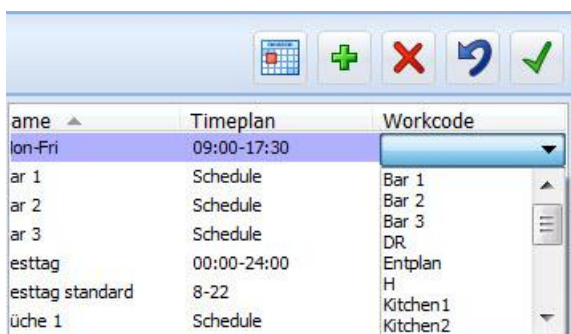 ame Timeplan Workcode
lon-Fri 09:00-17:30
ar 1 Schedule Bar 1
ar 2 Schedule Bar 2
ar 3 Schedule Bar 3
DR
esttag 00:00-24:00 Entplan
H
esttag standard 8-22 Kitchen1
üche 1 Schedule Kitchen2